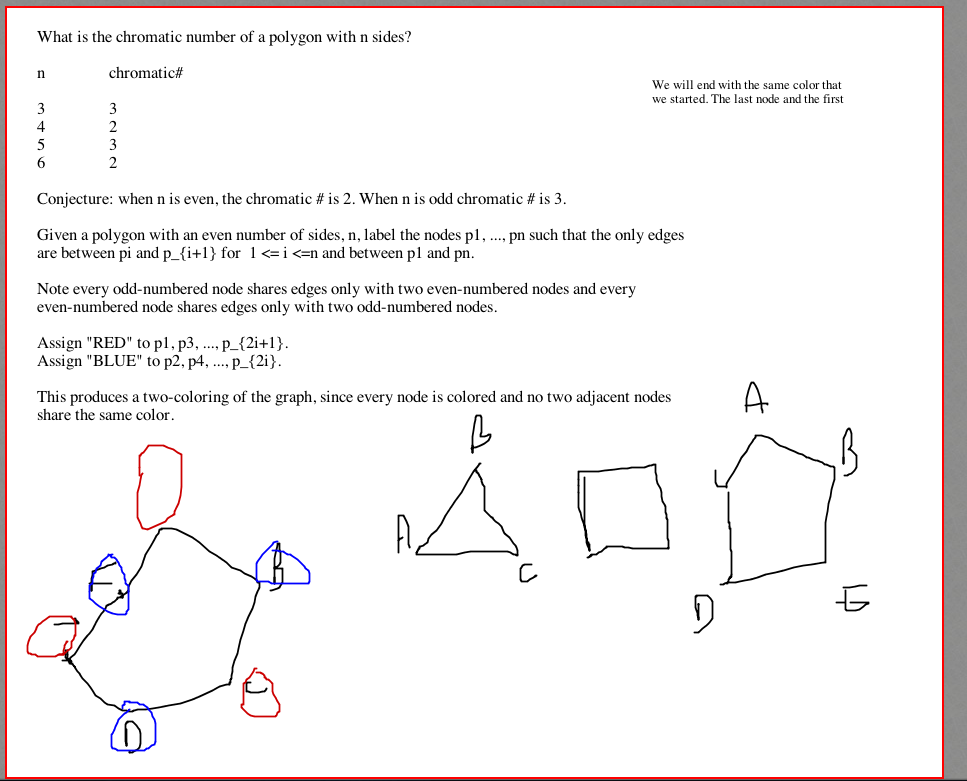 What is the chromatic number of a polygon with n sides?
n chromatic#
We will end with the same color that
we started. The last node and the first
3 3
4 2
5 3
6 2
Conjecture: when n is even, the chromatic # is 2. When n is odd chromatic # is 3.
Given a polygon with an even number of sides, n, label the nodes p1, ..., pn such that the only edges
are between pi and p_{i+1} for 1 <= i <=n and between p1 and pn.
Note every odd-numbered node shares edges only with two even-numbered nodes and every
even-numbered node shares edges only with two odd-numbered nodes.
Assign "RED" to p1, p3, ..., p_{2i+1}.
Assign "BLUE" to p2, p4, ..., p_{2i}.
This produces a two-coloring of the graph, since every node is colored and no two adjacent nodes
share the same color.
A
B
B
A
B
C
D
D